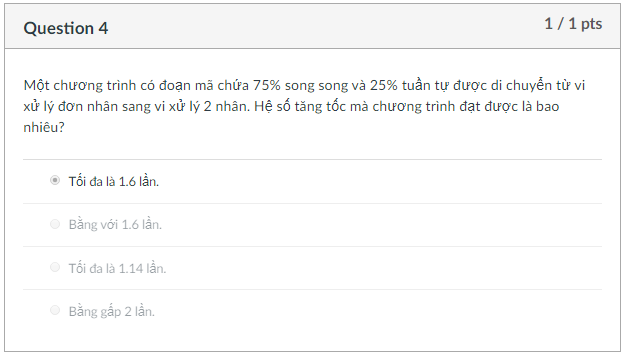 Question 4
1 / 1 pts
Một chương trình có đoạn mã chứa 75% song song và 25% tuần tự được di chuyển từ vi
xử lý đơn nhân sang vi xử lý 2 nhân. Hệ số tăng tốc mà chương trình đạt được là bao
nhiêu?
Tối đa là 1.6 lần.
Bằng với 1.6 lần.
Tối đa là 1.14 lần.
Bằng gấp 2 lần.